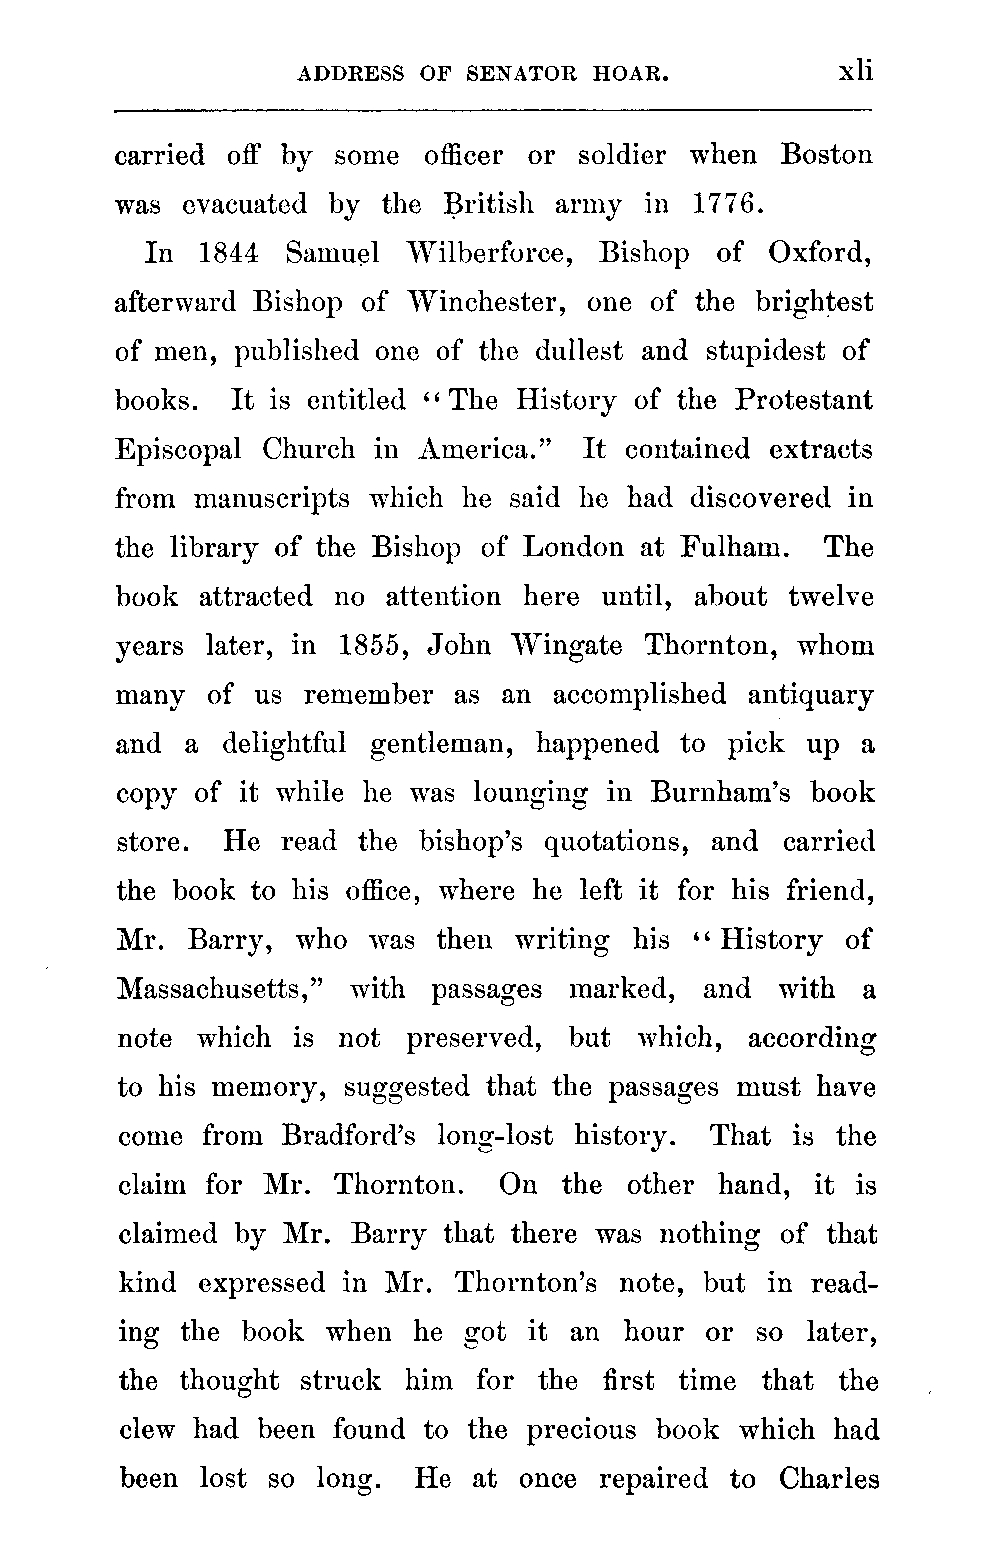 ADDRESS OF SENATOR HOAR. xli
carried off by some officer or soldier when Boston
was evacuated by the British army in 1776.
In 1844 Samuel Wilberforce, Bishop of Oxford,
afterward Bishop of Winchester, one of the brightest
of men, published one of the dullest and stupidest of
books. It is entitled “The History of the Protestant
Episcopal Church in America.” It contained extracts
from manuscripts which he said he had discovered in
the library of the Bishop of London at Fulham. The
book attracted no attention here until, about twelve
years later, in 1855, John Wingate Thornton, whom
many of us remember as an accomplished antiquary
and a delightful gentleman, happened to pick up a
copy of it while he was lounging in Burnham’s book
store. He read the bishop’s quotations, and carried
the book to his office, where he left it for his friend,
Mr. Barry, who was then writing his “History of
Massachusetts,” with passages marked, and with a
note which is not preserved, but which, according
to his memory, suggested that the passages must have
come from Bradford’s long-lost history. That is the
claim for Mr. Thornton. On the other hand, it is
claimed by Mr. Barry that there was nothing of that
kind expressed in Mr. Thornton’s note, but in read-
ing the book when he got it an hour or so later,
the thought struck him for the first time that the
clew had been found to the precious book which had
been lost so long. He at once repaired to Charles